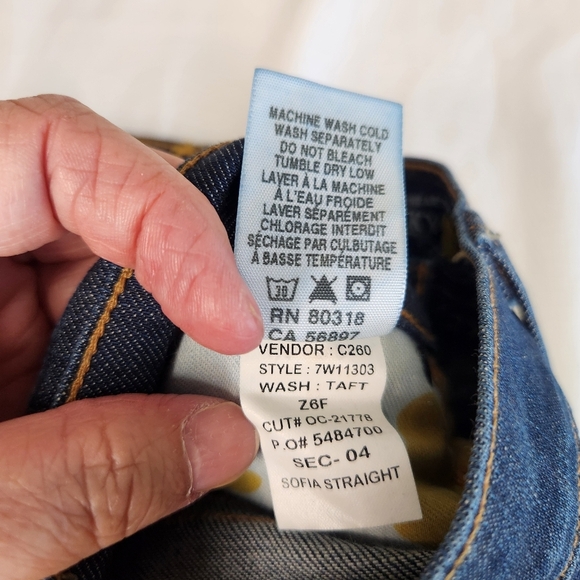 MACHINE WASH COLD
WASH SEPARATELY
DO NOT BLEACH
TUMBLE DRY LOW
LAVER À LA MACHINE
À L'EAU FROIDE
LAVER SÉPARÉMENT
CHLORAGE INTERDIT
SÉCHAGE PAR CULBUTAGE
À BASSE TEMPÉRATURE
30
RN 80318
CA 56897
VENDOR : C260
STYLE : 7W11303
WASH : TAFT
Z6F
CUT# OC-21778
P.O# 5484700
SEC- 04
SOFIA STRAIGHT